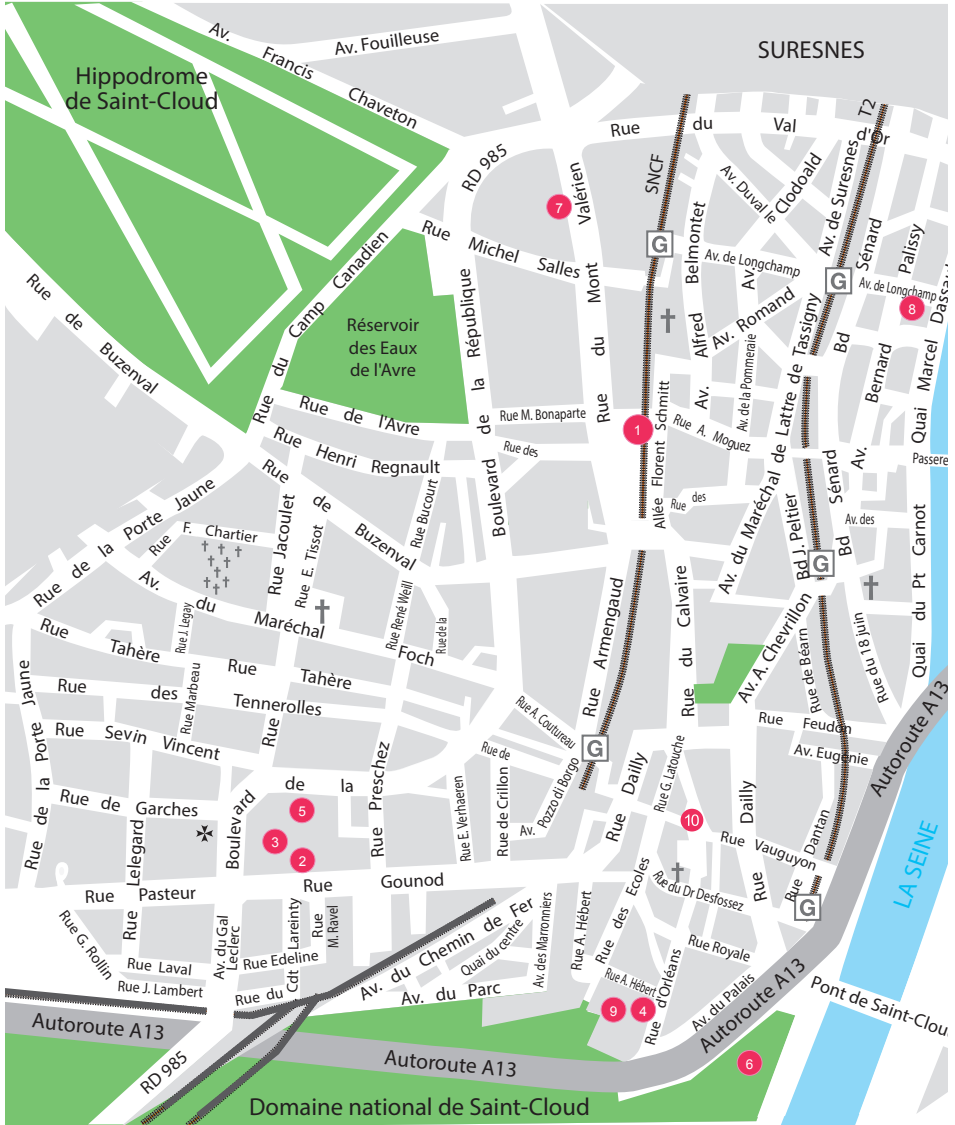 SURESNES
Av. Francis Chaveton
Av. Fouilleuse
Hippodrome
de Saint-Cloud
RD 985
Rue du Val d'Or
T2
SNCF
7
Valérien
Av. Duval le
Clodoald
Av. de Suresnes
Sénard
Palissy
Rue Michel Salles
G
Belmontet
Av. de Longchamp
G
Av. de Longchamp
8
Dassau
Rue du Camp Canadien
Réservoir
des Eaux
de l'Avre
Rue de Buzenval
Boulevard de la République
Rue du Mont
Alfred
Av.
Av. Romand
Av.
Av. de la Pommeraie
Bd
Bernard
Av.
Quai Marcel
Rue de l'Avre
Rue M. Bonaparte
1
Allée Florent Schmitt
Rue A. Moguez
Av. du Maréchal de Lattre de Tassigny
Rue Henri Regnault
Rue des
Passere
Rue des
Sénard
Bd
Av. des
Rue de la Porte Jaune
Rue F. Chartier
Rue Jacoulet
Rue E. Tissot
Rue de Buzenval
Rue Bucourt
Bd J. Peltier
G
Quai du Pt Carnot
Av. du Maréchal Foch
Rue J. Legay
Rue René Weill
Rue de la
Rue Armengaud
Rue du Calvaire
Av. A. Chevrillon
Rue de Béarn
Rue du 18 juin
Rue Tahère
Rue Tahère
Rue des Tennerolles
Rue Marbeau
Rue
Rue Sevin Vincent
Rue de la Porte Jaune
Rue A. Coutureau
Rue de
G
Rue Feudon
Av. Eugénie
Autoroute A13
Rue de Garches
Boulevard de la
5
3
2
Rue Preschez
Rue E. Verhaeren
Rue de Crillon
Av. Pozzo di Borgo
Rue Dailly
Rue G. Latouche
10
Dailly
Rue
Rue Vauguyon
Rue Dantan
G
LA SEINE
Rue Lelegard
Rue Pasteur
Rue Gounod
Rue des Ecoles
Rue du Dr Desfossez
Rue G. Rollin
Rue Laval
Rue J. Lambert
Av. du Gal
Leclerc
Rue Edeline
Rue du Cdt Lareinty
Rue
M. Ravel
Av. du Chemin de Fer
Quai du centre
Av. des Marronniers
Rue A. Hébert
Rue Royale
Av. du Parc
Rue A. Hébert
9
4
Rue d'Orléans
Av. du Palais
Autoroute A13
Pont de Saint-Clou
Autoroute A13
Autoroute A13
6
RD 985
Domaine national de Saint-Cloud